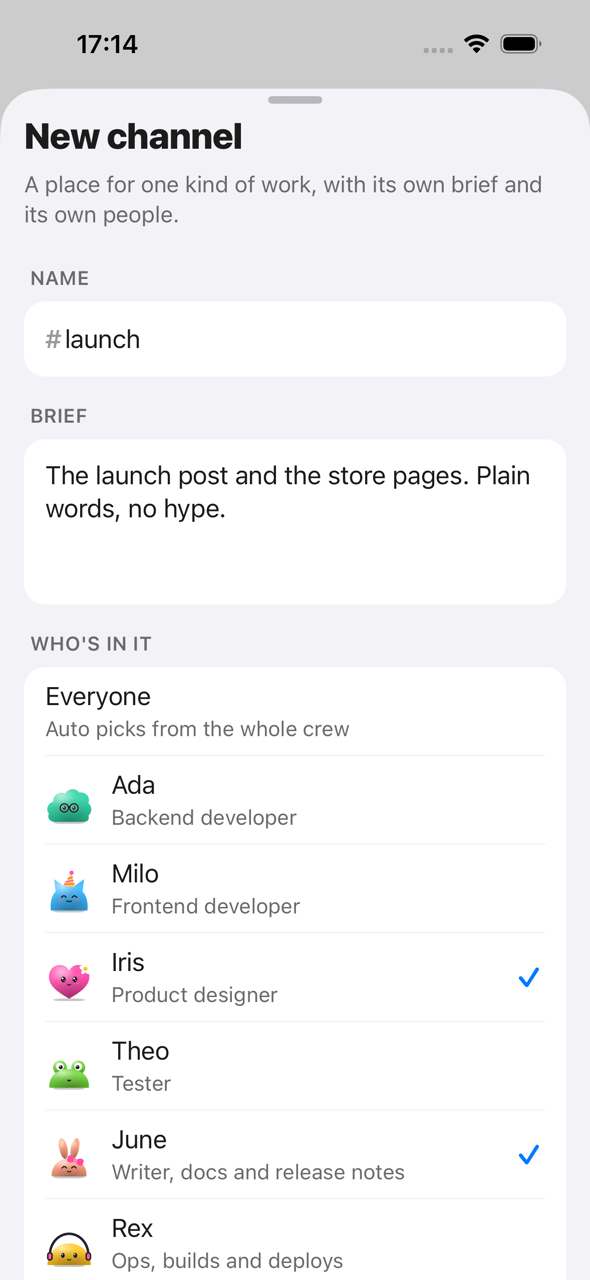 17:14
New channel
A place for one kind of work, with its own brief and
its own people.
NAME
#launch
BRIEF
The launch post and the store pages. Plain
words, no hype.
WHO'S IN IT
Everyone
Auto picks from the whole crew
Ada
Backend developer
Milo
Frontend developer
Iris
Product designer
Theo
Tester
June
Writer, docs and release notes
Rex
Ops, builds and deploys